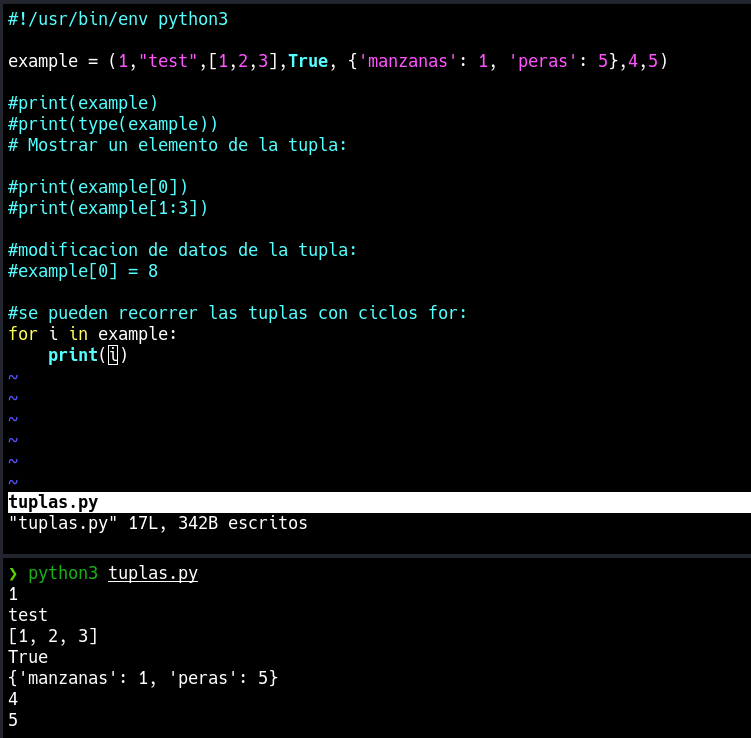 #!/usr/bin/env python3
example = (1,"test",[1,2,3],True, {'manzanas': 1, 'peras': 5},4,5)
#print(example)
#print(type(example))
# Mostrar un elemento de la tupla:
#print(example[0])
#print(example[1:3])
#modificacion de datos de la tupla:
#example[0] = 8
#se pueden recorrer las tuplas con ciclos for:
for i in example:
    print(i)
~
~
~
~
~
~
tuplas.py
"tuplas.py" 17L, 342B escritos
❯ python3 tuplas.py
1
test
[1, 2, 3]
True
{'manzanas': 1, 'peras': 5}
4
5